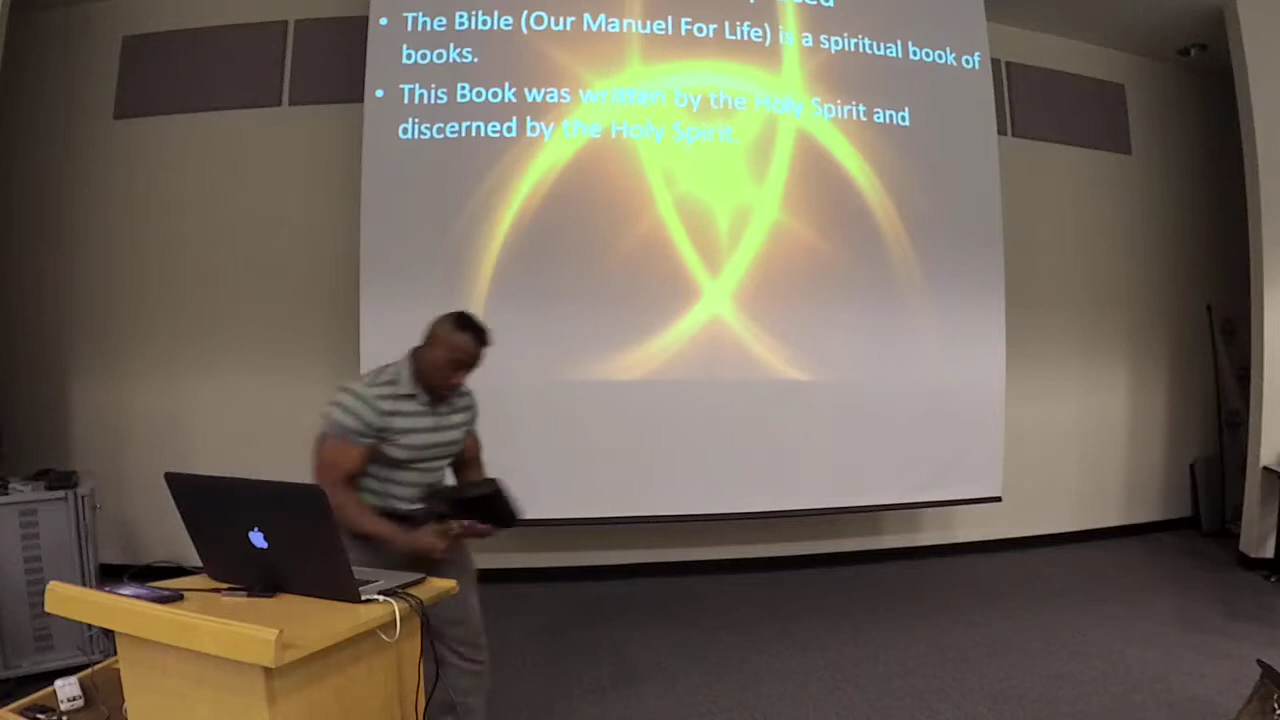 • The Bible (Our Manuel For Life) is a spiritual book of
books.
• This Book was written by the Holy Spirit and
discerned by the Holy Spirit.